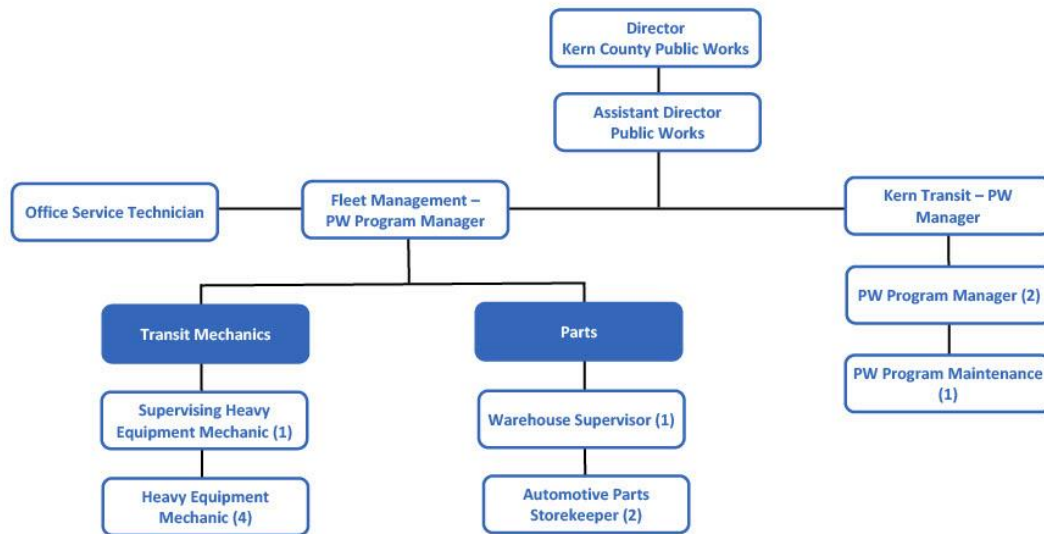 Director
Kern County Public Works
Assistant Director
Public Works
Office Service Technician
Fleet Management –
PW Program Manager
Kern Transit – PW
Manager
Transit Mechanics
Parts
PW Program Manager (2)
Supervising Heavy
Equipment Mechanic (1)
Warehouse Supervisor (1)
PW Program Maintenance
(1)
Heavy Equipment
Mechanic (4)
Automotive Parts
Storekeeper (2)